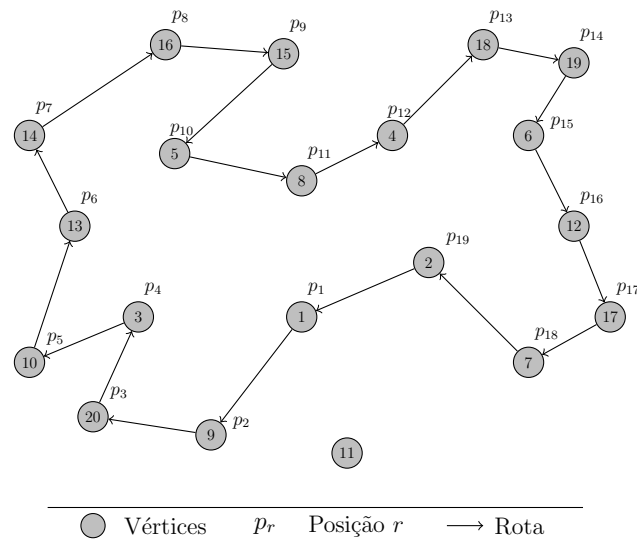 p₈
p₉
p₁₃
p₁₄
16
15
18
19
p₇
p₁₀
p₁₂
p₁₅
14
5
4
6
p₁₁
8
p₆
p₁₆
13
12
p₁₉
2
p₄
p₁
p₁₇
3
1
17
p₅
p₁₈
10
7
p₃
20
p₂
9
11
Vértices p_r Posição r Rota